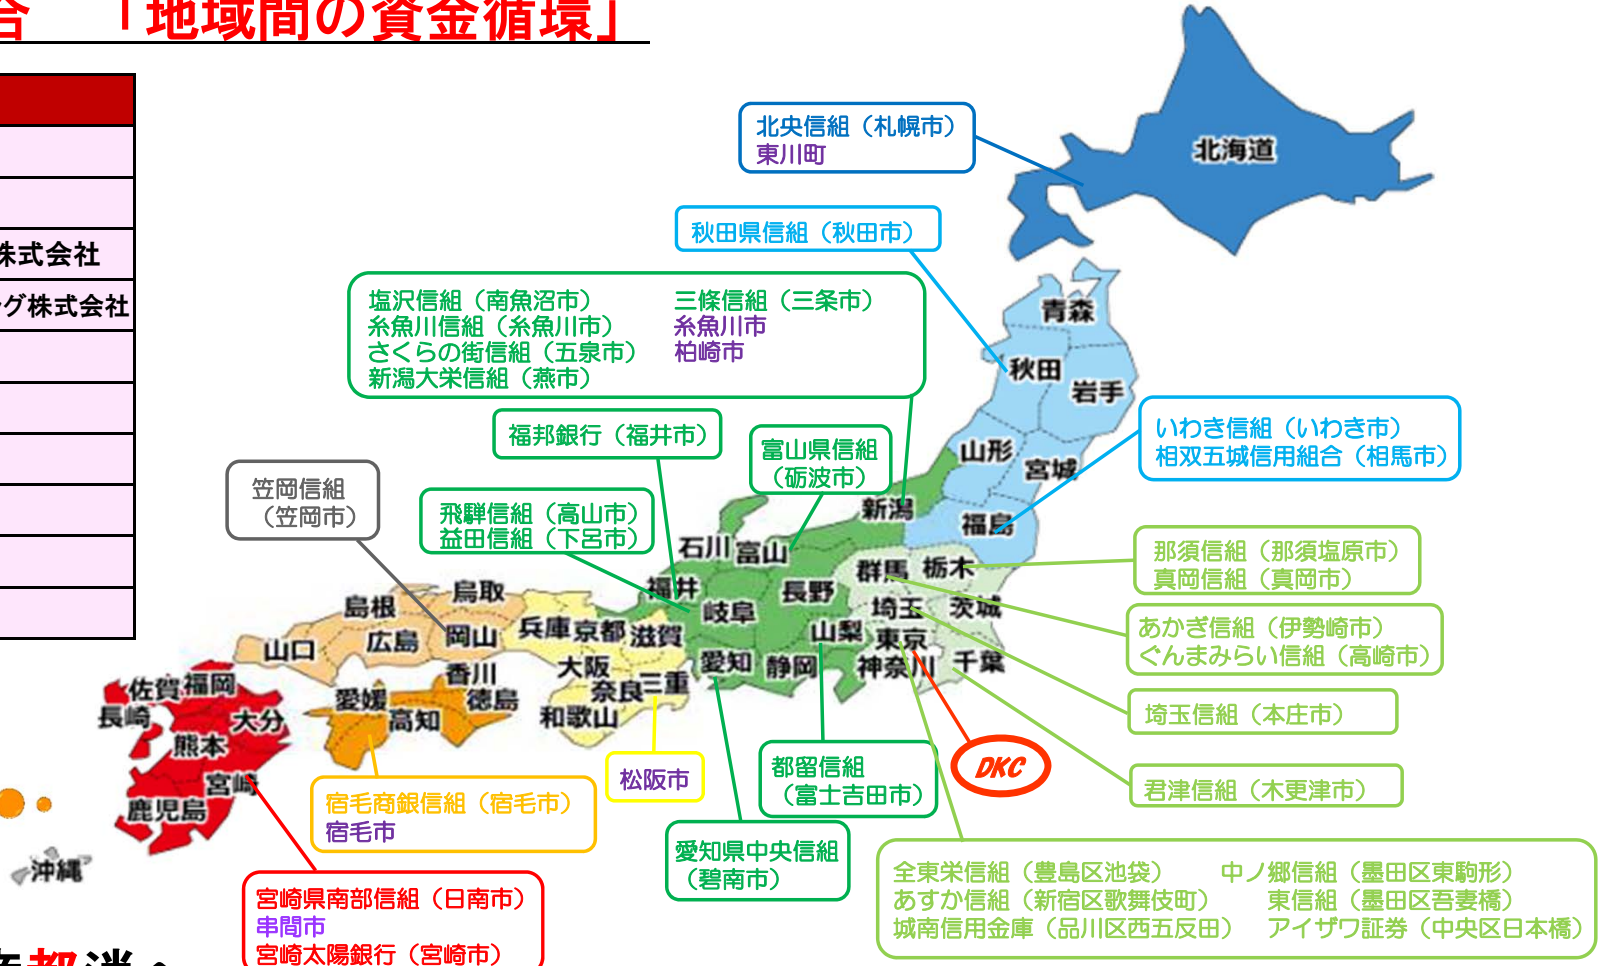 合　「地域間の資金循環」
株式会社
グ株式会社
北央信組（札幌市）
東川町
北海道
秋田県信組（秋田市）
塩沢信組（南魚沼市）　三條信組（三条市）
糸魚川信組（糸魚川市）　糸魚川市
さくらの街信組（五泉市）　柏崎市
新潟大栄信組（燕市）
青森
秋田
岩手
山形
宮城
福島
新潟
いわき信組（いわき市）
相双五城信用組合（相馬市）
福邦銀行（福井市）
富山県信組
（砺波市）
笠岡信組
（笠岡市）
飛騨信組（高山市）
益田信組（下呂市）
那須信組（那須塩原市）
真岡信組（真岡市）
石川
富山
群馬
栃木
福井
岐阜
長野
埼玉
茨城
山梨
東京
愛知
静岡
神奈川
千葉
島根
鳥取
山口
広島
岡山
兵庫
京都
滋賀
大阪
奈良
三重
和歌山
香川
愛媛
高知
徳島
佐賀
福岡
長崎
大分
熊本
宮崎
鹿児島
沖縄
あかぎ信組（伊勢崎市）
ぐんまみらい信組（高崎市）
埼玉信組（本庄市）
君津信組（木更津市）
DKC
松阪市
都留信組
（富士吉田市）
宿毛商銀信組（宿毛市）
宿毛市
愛知県中央信組
（碧南市）
全東栄信組（豊島区池袋）　中ノ郷信組（墨田区東駒形）
あすか信組（新宿区歌舞伎町）　東信組（墨田区吾妻橋）
城南信用金庫（品川区西五反田）　アイザワ証券（中央区日本橋）
宮崎県南部信組（日南市）
串間市
宮崎太陽銀行（宮崎市）